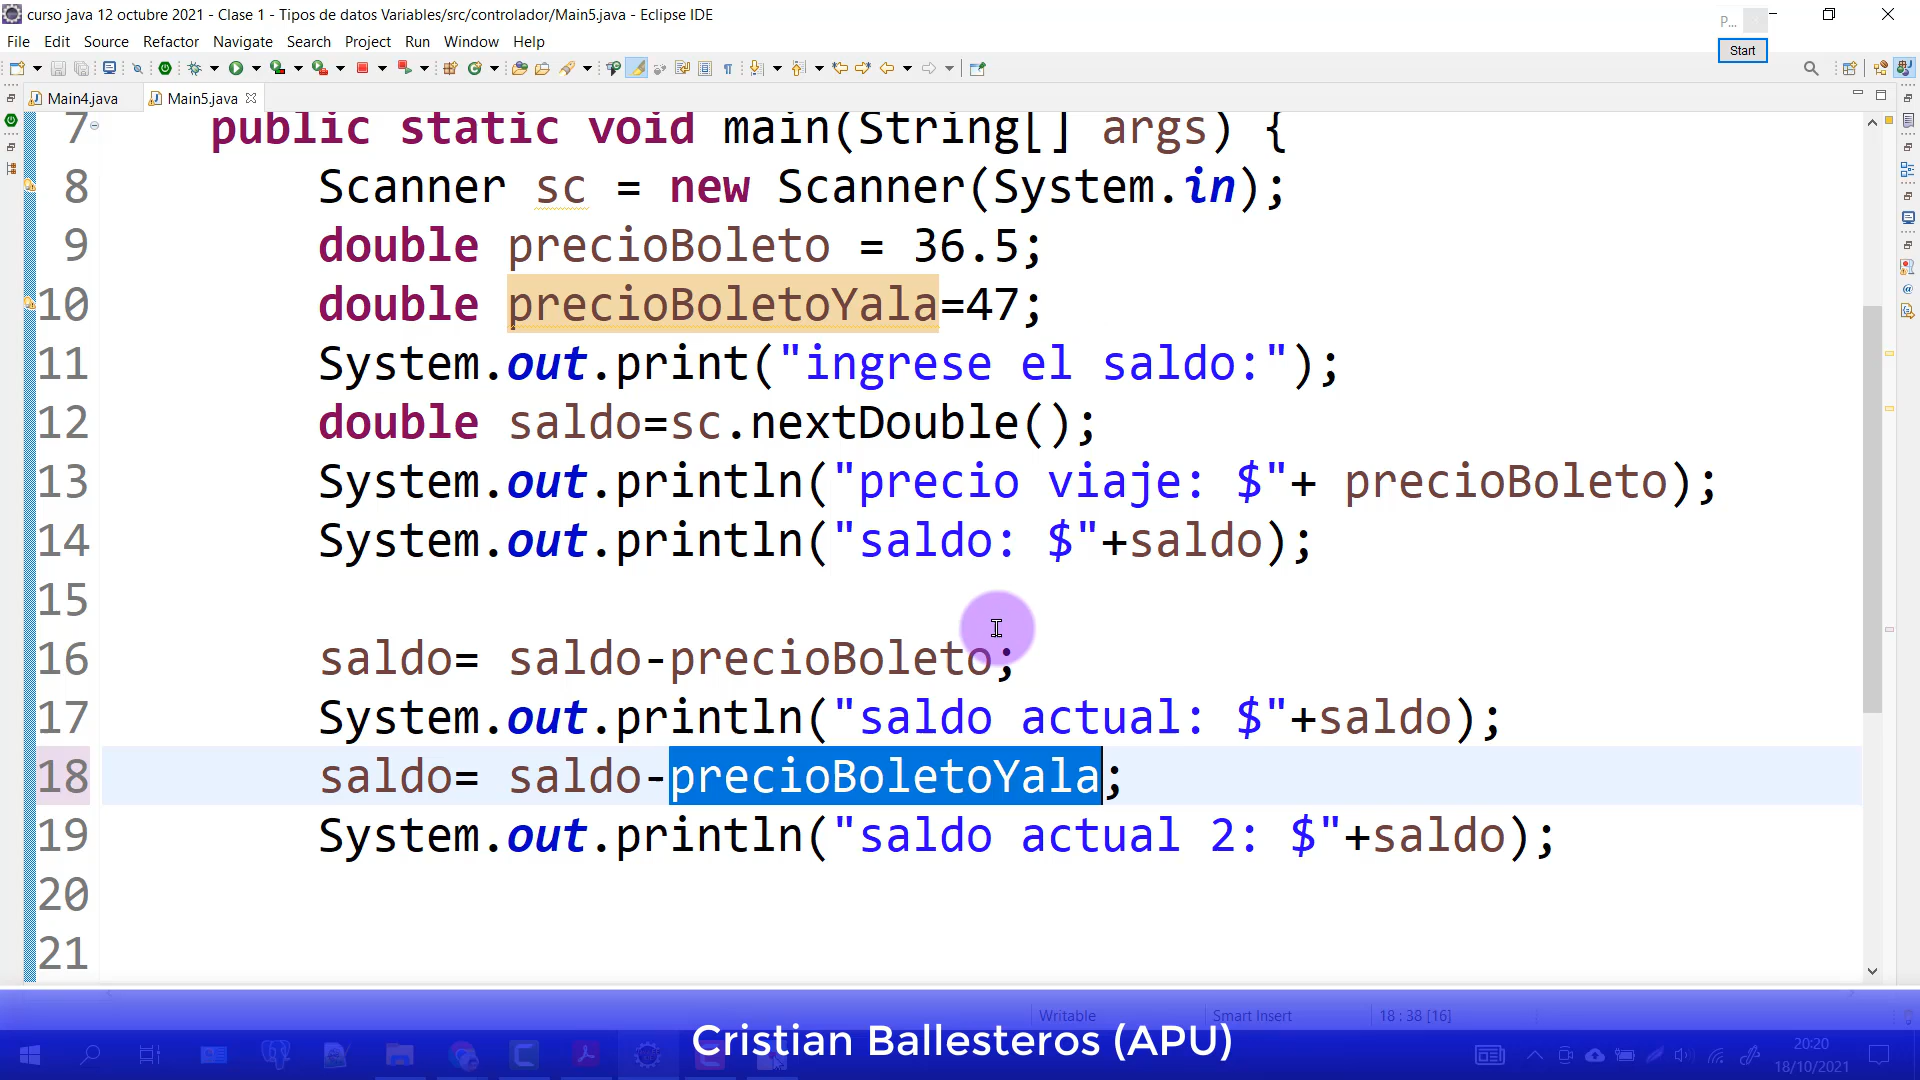 curso java 12 octubre 2021 - Clase 1 - Tipos de datos Variables/src/controlador/Main5.java - Eclipse IDE
P...
File Edit Source Refactor Navigate Search Project Run Window Help
Start
Main4.java Main5.java
7 public static void main(String[] args) {
8 Scanner sc = new Scanner(System.in);
9 double precioBoleto = 36.5;
10 double precioBoletoYala=47;
11 System.out.print("ingrese el saldo:");
12 double saldo=sc.nextDouble();
13 System.out.println("precio viaje: $"+ precioBoleto);
14 System.out.println("saldo: $"+saldo);
15
16 saldo= saldo-precioBoleto;
17 System.out.println("saldo actual: $"+saldo);
18 saldo= saldo-precioBoletoYala;
19 System.out.println("saldo actual 2: $"+saldo);
20
21
Writable Smart Insert 18 : 38 [16]
Cristian Ballesteros (APU)
20:20
18/10/2021